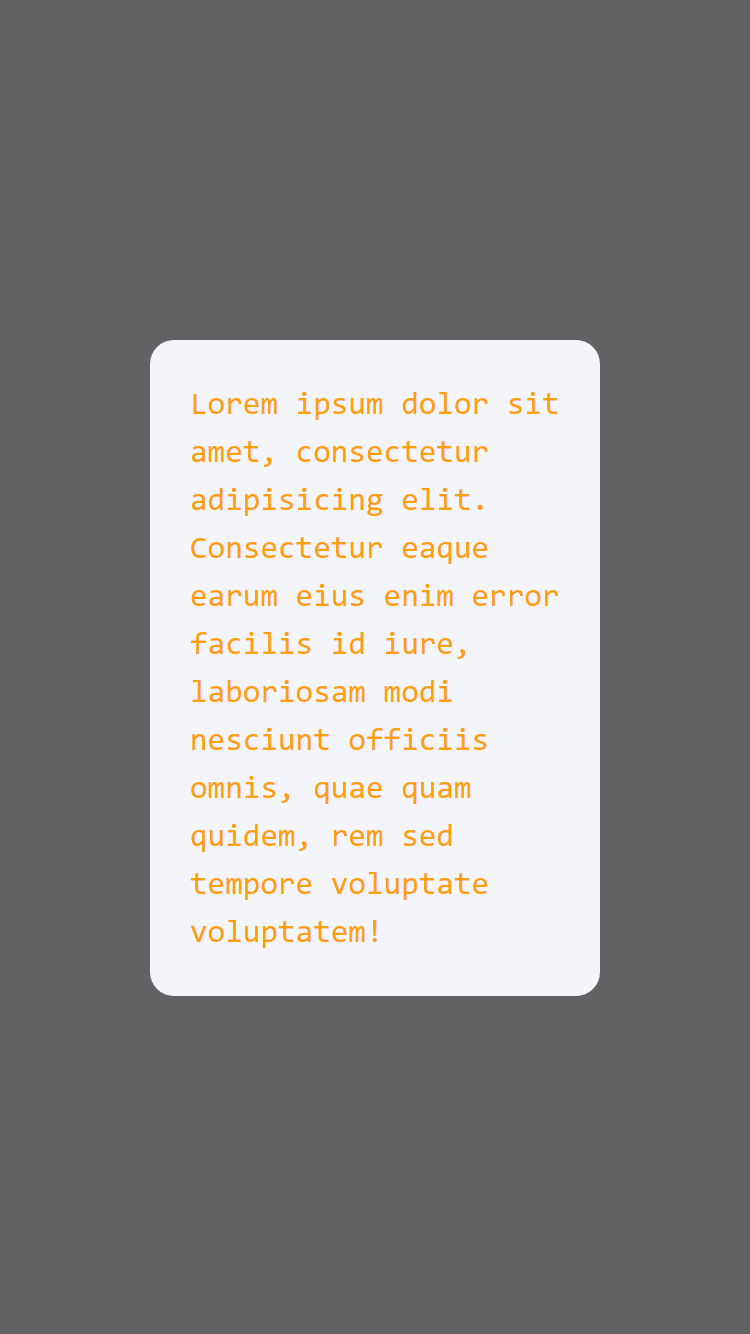 Lorem ipsum dolor sit
amet, consectetur
adipisicing elit.
Consectetur eaque
earum eius enim error
facilis id iure,
laboriosam modi
nesciunt officiis
omnis, quae quam
quidem, rem sed
tempore voluptate
voluptatem!